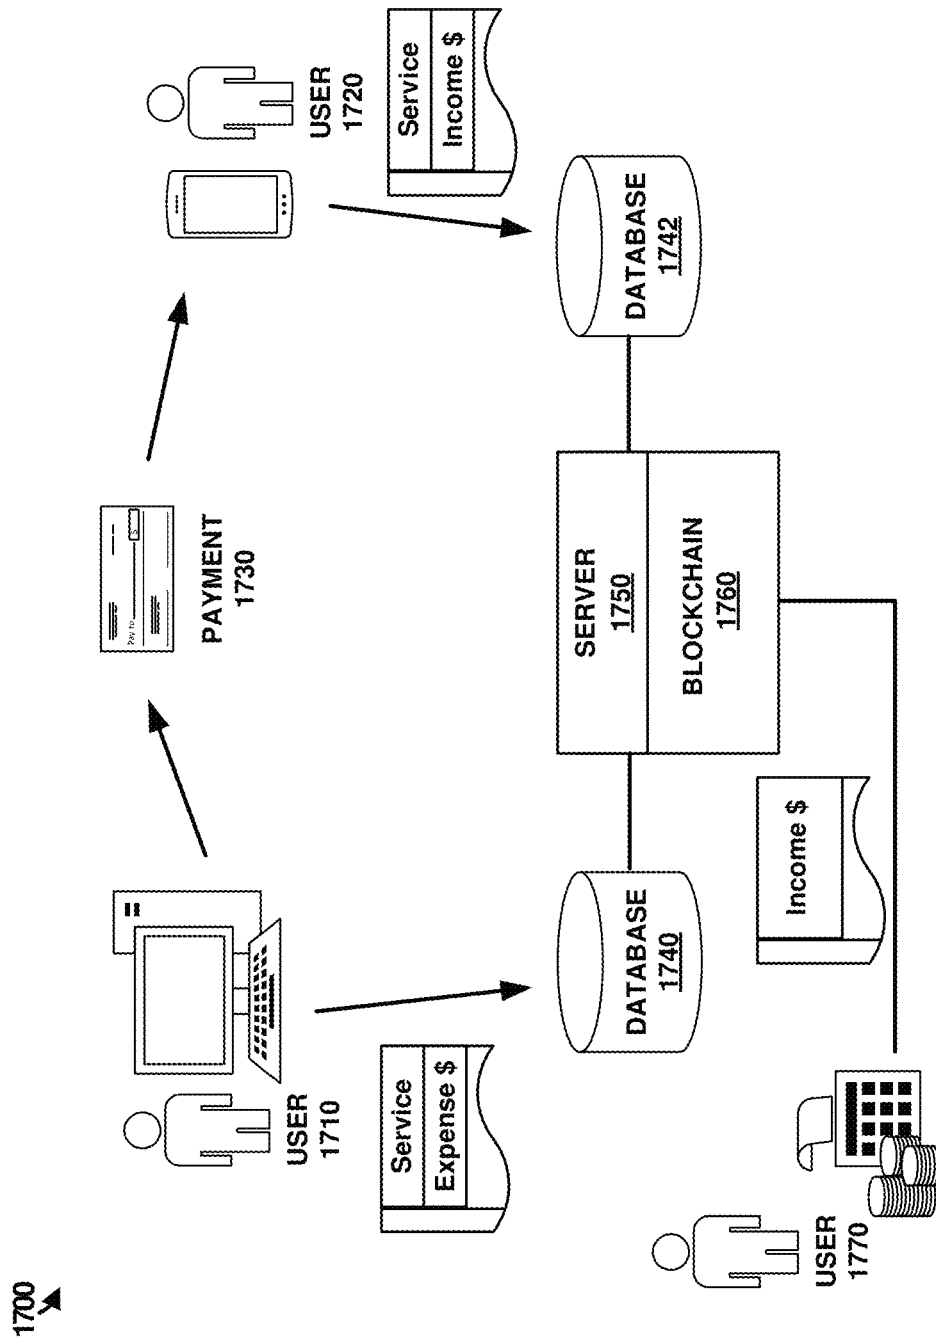 1700
USER
1710
Service
Expense $
Pay to
$
PAYMENT
1730
USER
1720
Service
Income $
DATABASE
1740
SERVER
1750
BLOCKCHAIN
1760
DATABASE
1742
Income $
USER
1770